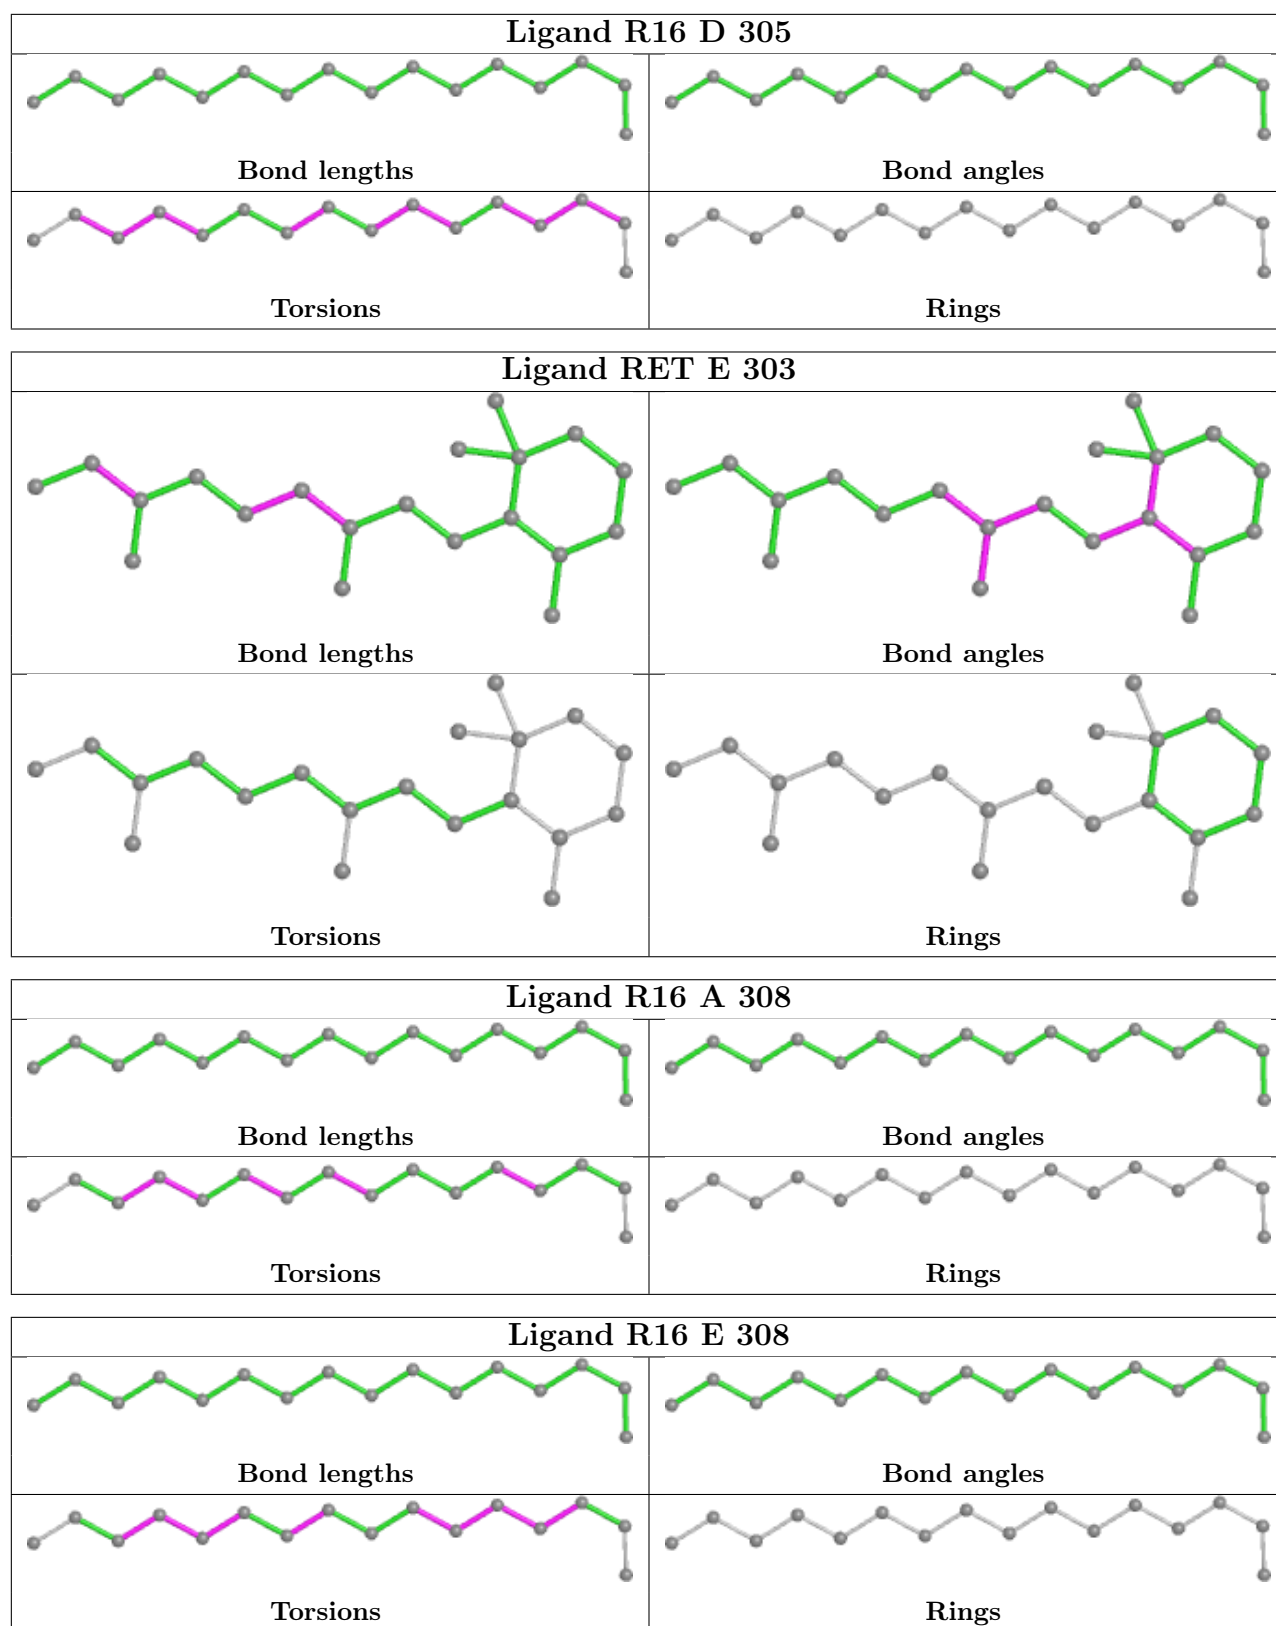 Ligand R16 D 305
Bond lengths
Bond angles
Torsions
Rings
Ligand RET E 303
Bond lengths
Bond angles
Torsions
Rings
Ligand R16 A 308
Bond lengths
Bond angles
Torsions
Rings
Ligand R16 E 308
Bond lengths
Bond angles
Torsions
Rings